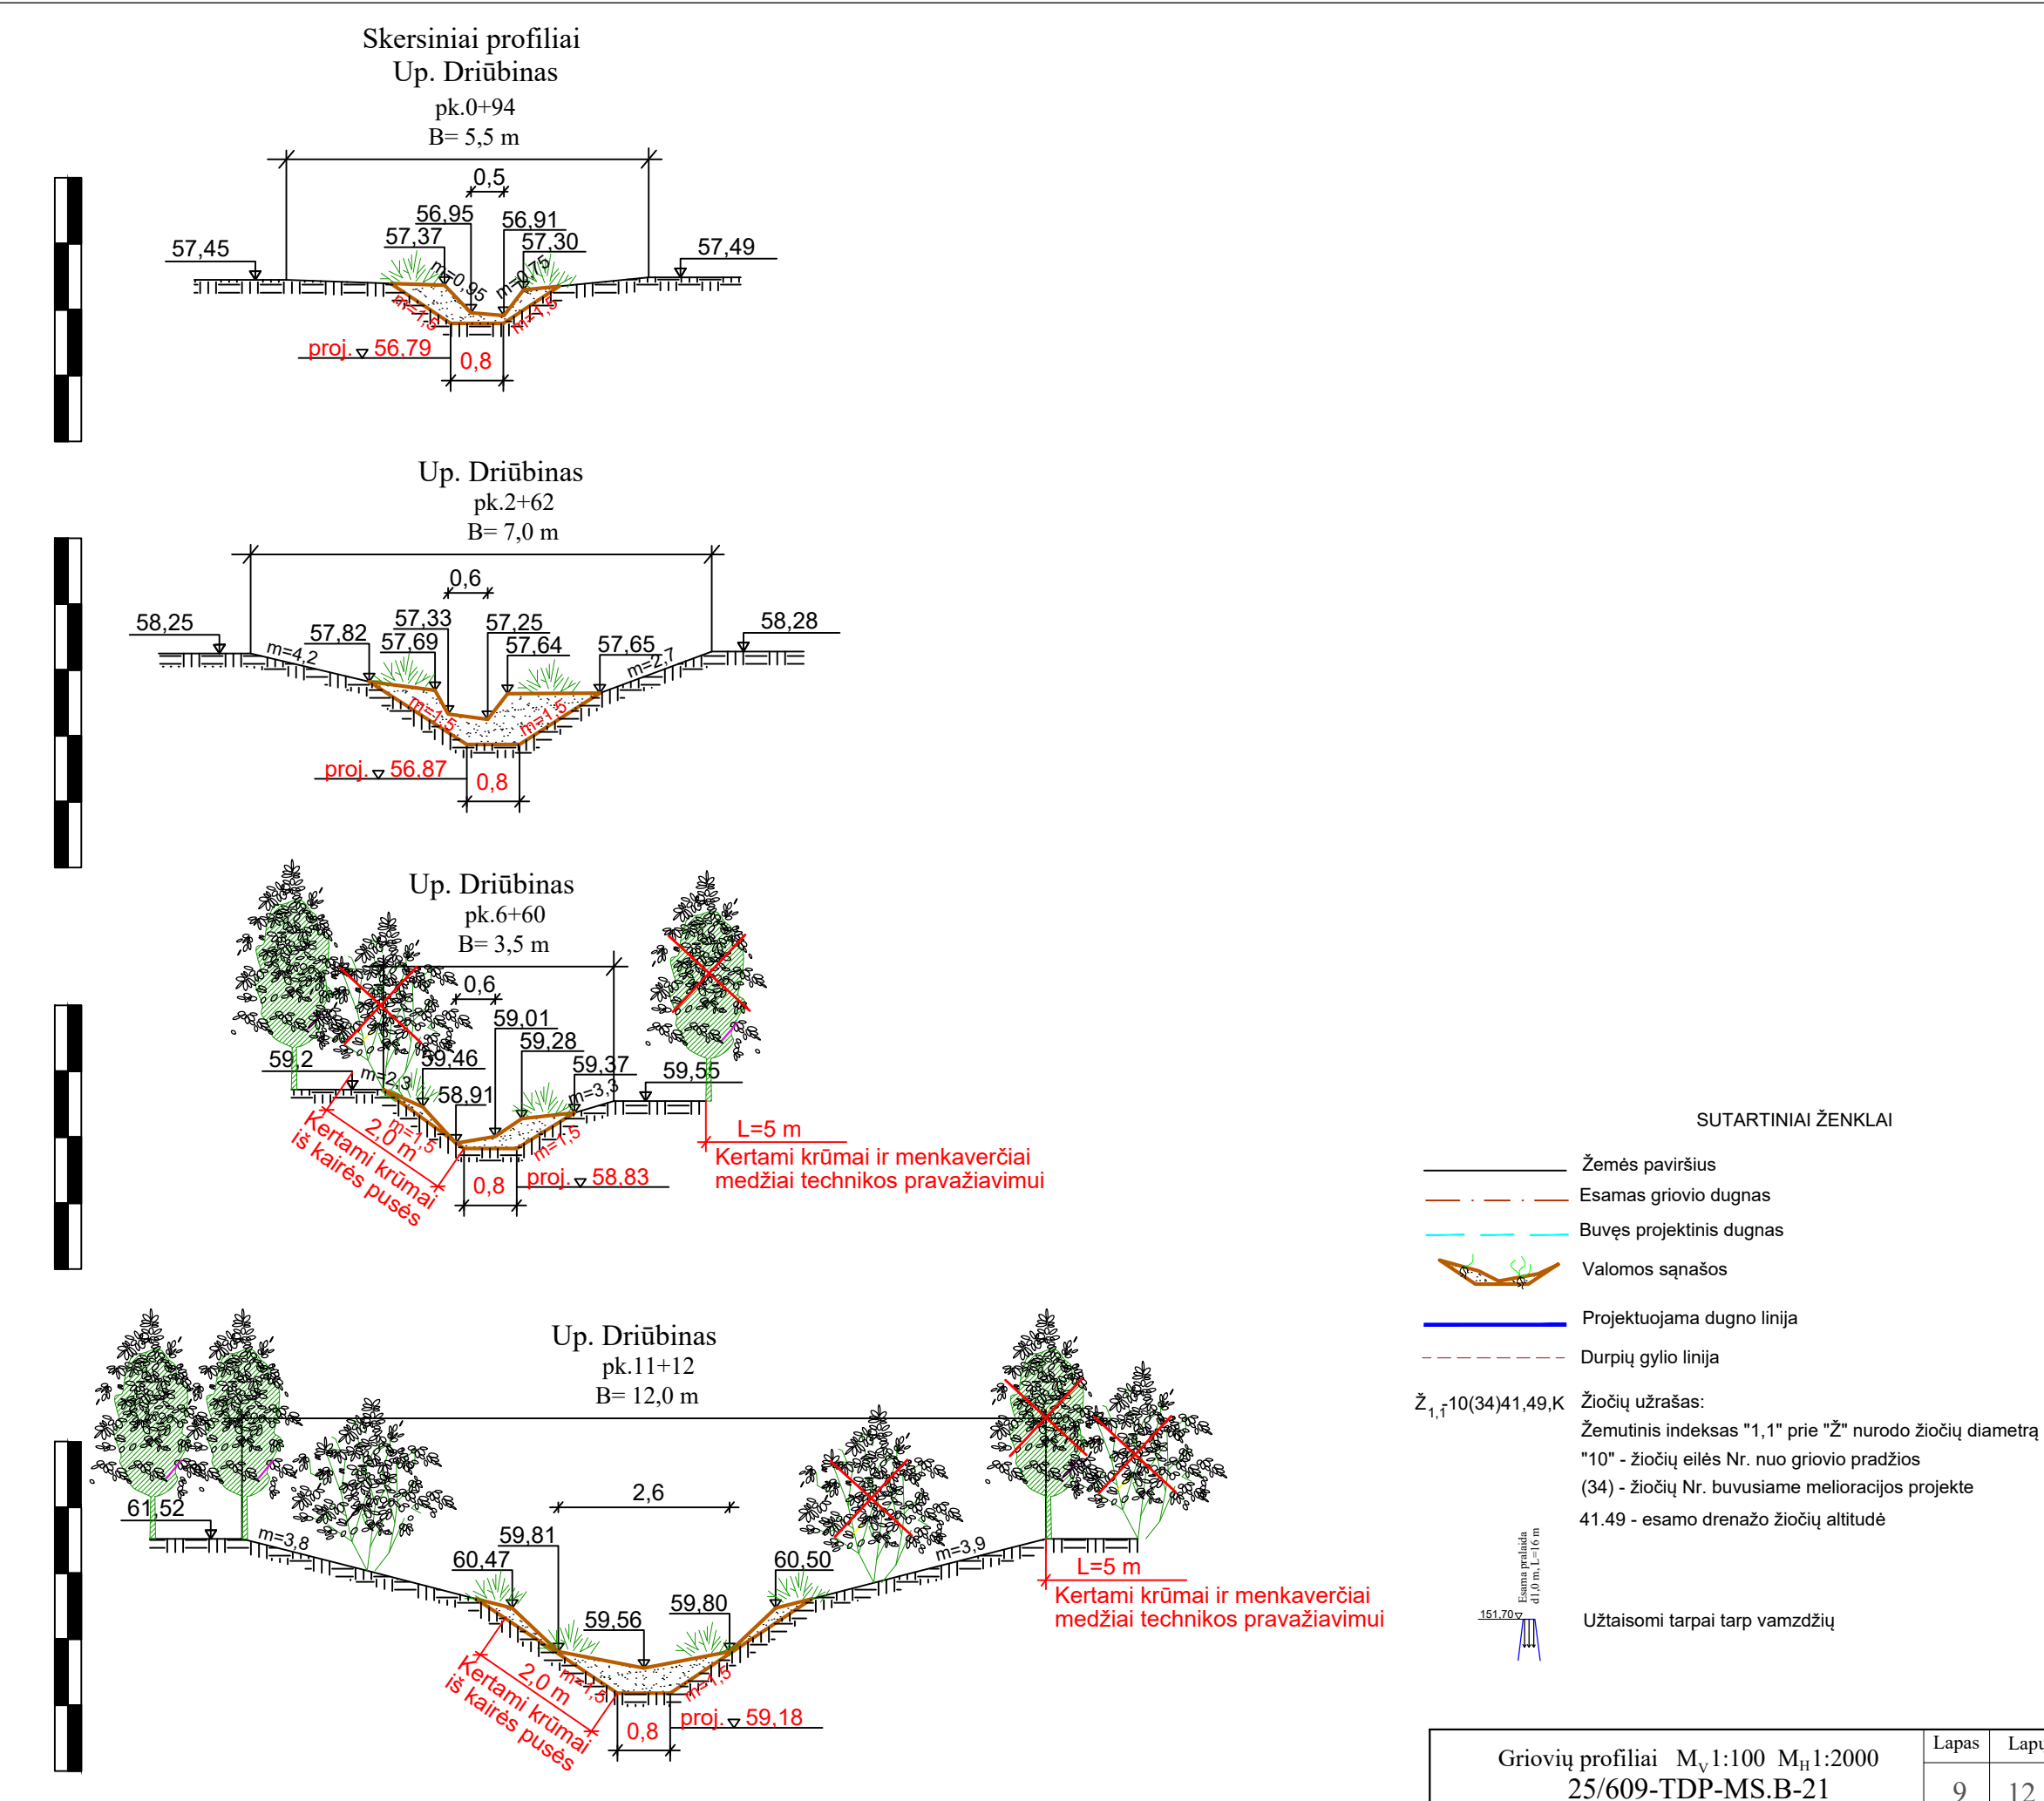 Skersiniai profiliai
Up. Driūbinas
pk.0+94
B= 5,5 m
0,5
56,95
56,91
57,37
57,30
57,45
57,49
m=0,95
m=0,75
m=1,5
m=1,5
proj. 56,79
0,8
Up. Driūbinas
pk.2+62
B= 7,0 m
0,6
58,25
57,82
57,33
57,69
57,25
57,64
57,65
58,28
m=4,2
m=2,7
m=1,5
m=1,5
proj. 56,87
0,8
Up. Driūbinas
pk.6+60
B= 3,5 m
0,6
59,01
59,28
59,2
59,46
59,37
59,55
m=2,3
58,91
m=3,3
m=1,5
m=1,5
2,0 m
Kertami krūmai
iš kairės pusės
0,8
proj. 58,83
L=5 m
Kertami krūmai ir menkaverčiai
medžiai technikos pravažiavimui
Up. Driūbinas
pk.11+12
B= 12,0 m
2,6
61,52
m=3,8
59,81
60,47
60,50
m=3,9
59,56
59,80
m=1,5
m=1,5
2,0 m
Kertami krūmai
iš kairės pusės
0,8
proj. 59,18
L=5 m
Kertami krūmai ir menkaverčiai
medžiai technikos pravažiavimui
SUTARTINIAI ŽENKLAI
Žemės paviršius
Esamas griovio dugnas
Buvęs projektinis dugnas
Valomos sąnašos
Projektuojama dugno linija
Durpių gylio linija
Ž1,1-10(34)41,49,K Žiočių užrašas:
Žemutinis indeksas "1,1" prie "Ž" nurodo žiočių diametrą
"10" - žiočių eilės Nr. nuo griovio pradžios
(34) - žiočių Nr. buvusiame melioracijos projekte
41.49 - esamo drenažo žiočių altitudė
Esama pralaida
d1,0 m, L=16 m
151,70
Užtaisomi tarpai tarp vamzdžių
Griovių profiliai MV1:100 MH1:2000
25/609-TDP-MS.B-21
Lapas Lapų
9 12